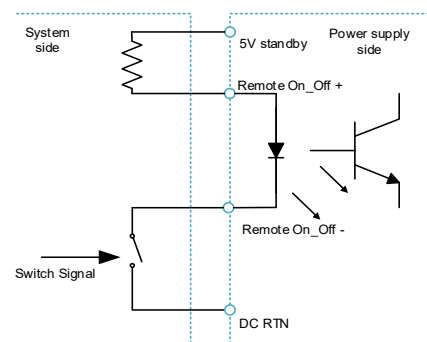 System
side
5V standby
Power supply
side
Remote On_Off +
Remote On_Off -
Switch Signal
DC RTN